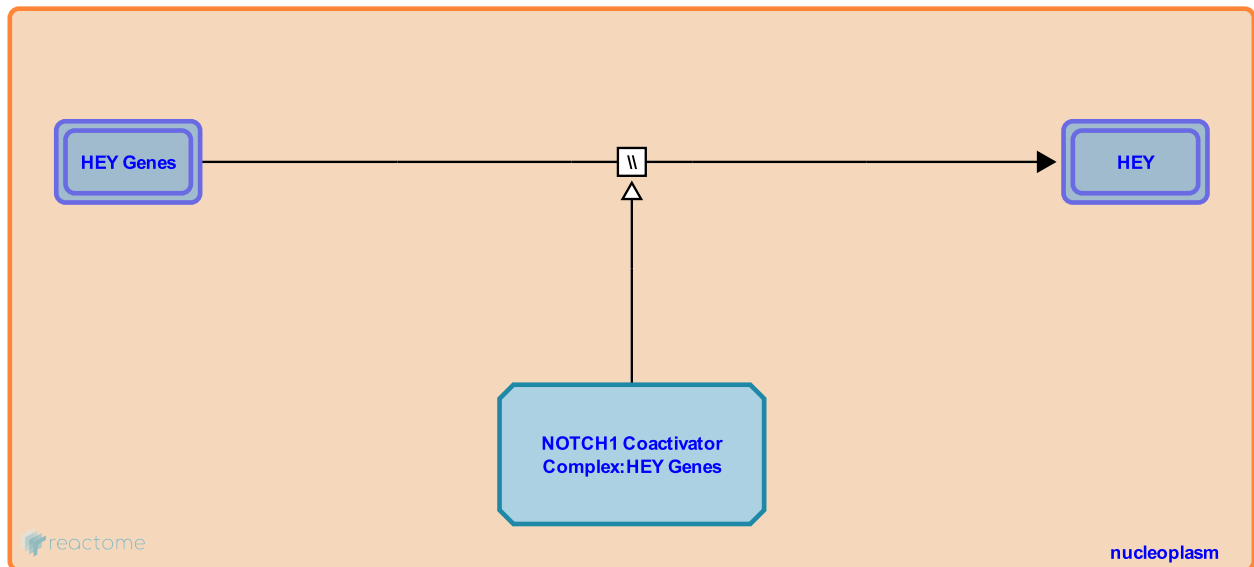 HEY Genes
\\
HEY
NOTCH1 Coactivator
Complex:HEY Genes
reactome
nucleoplasm